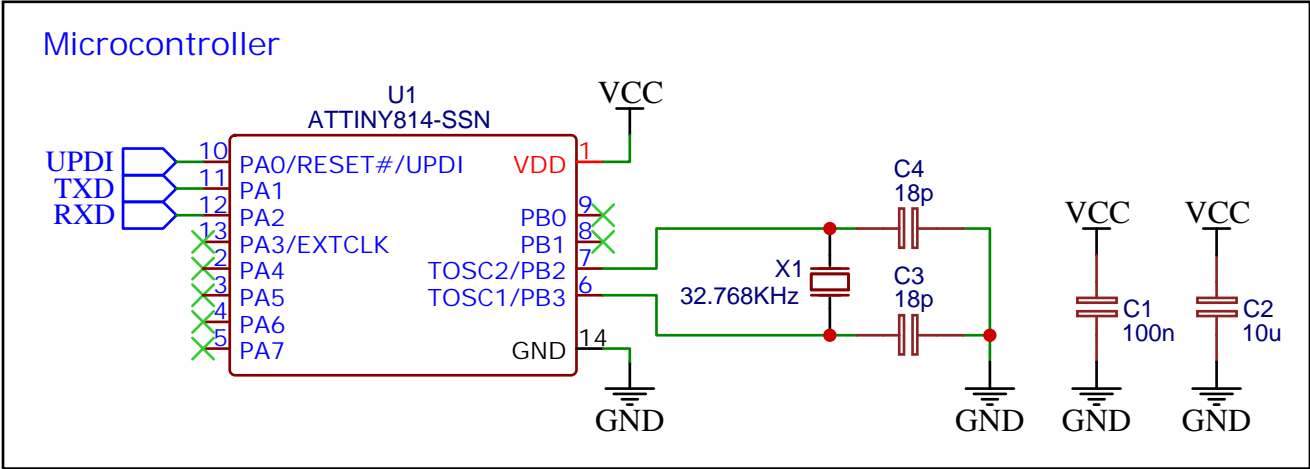 Microcontroller
U1
ATTINY814-SSN
VCC
UPDI
TXD
RXD
10
11
12
13
2
3
4
5
PA0/RESET#/UPDI
PA1
PA2
PA3/EXTCLK
PA4
PA5
PA6
PA7
VDD
PB0
PB1
TOSC2/PB2
TOSC1/PB3
GND
1
9
8
7
6
14
GND
X1
32.768KHz
C4
18p
C3
18p
GND
VCC
C1
100n
GND
VCC
C2
10u
GND